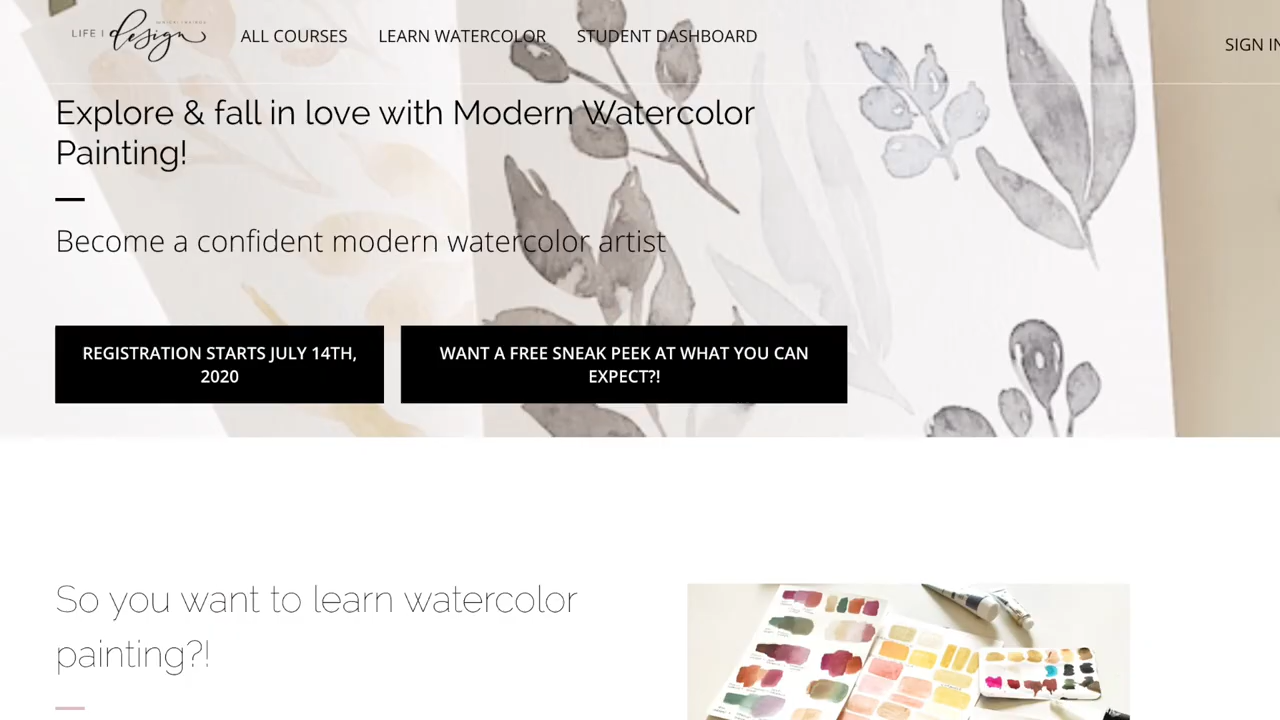 LIFE I design
ALL COURSES
LEARN WATERCOLOR
STUDENT DASHBOARD
SIGN IN
Explore & fall in love with Modern Watercolor
Painting!
Become a confident modern watercolor artist
REGISTRATION STARTS JULY 14TH,
2020
WANT A FREE SNEAK PEEK AT WHAT YOU CAN
EXPECT?!
So you want to learn watercolor
painting?!